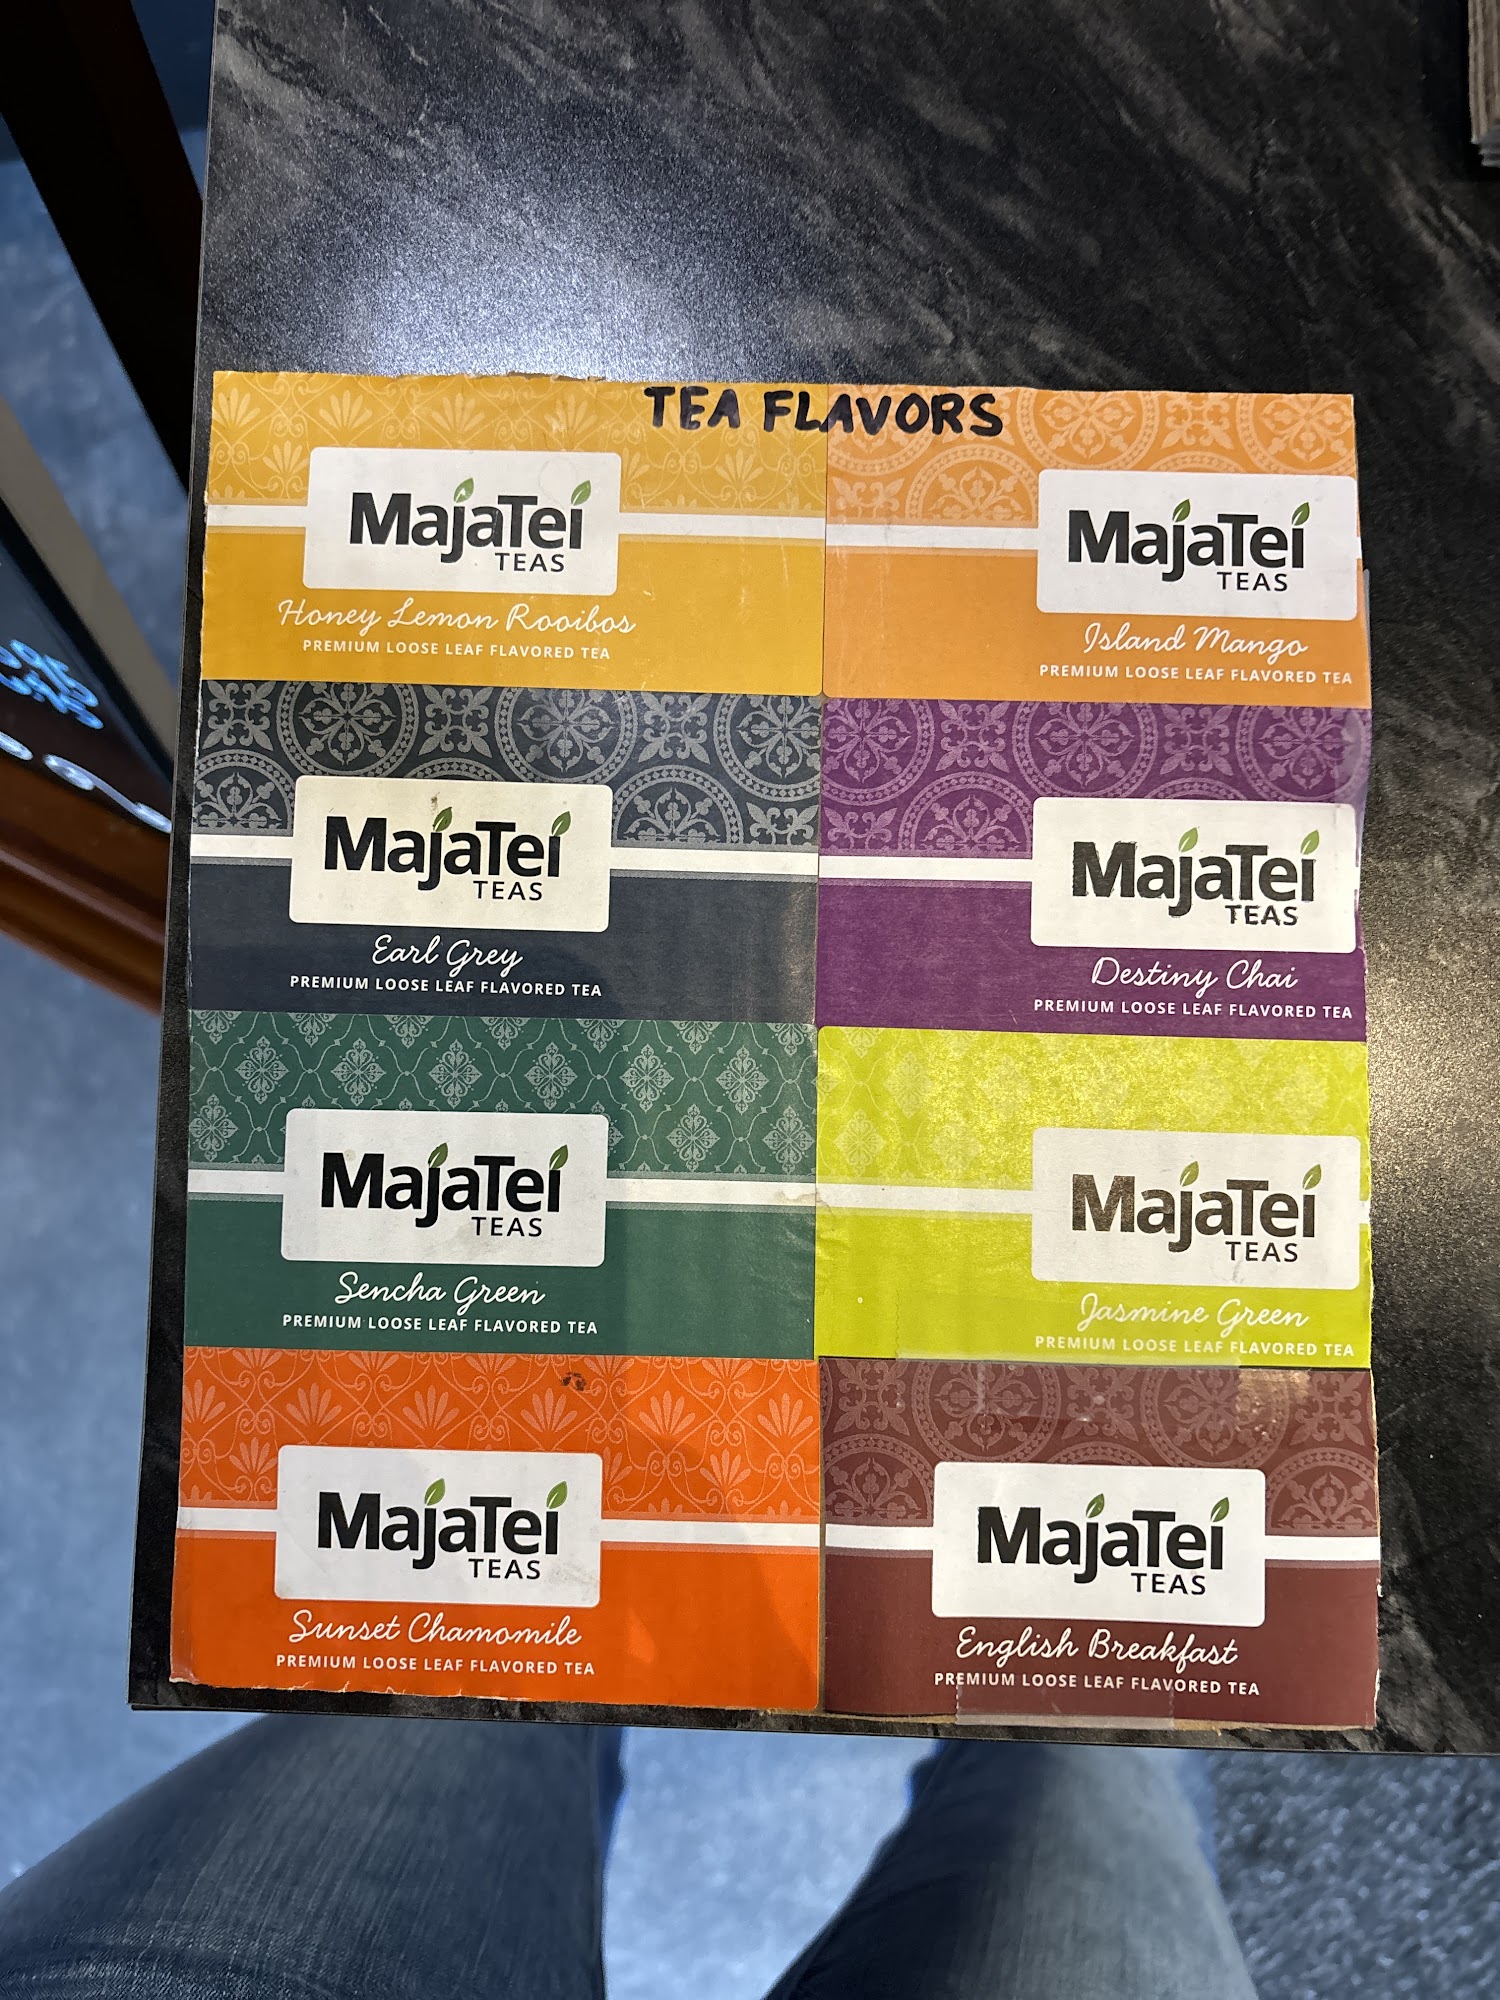 TEA FLAVORS
MajaTei
TEAS
Honey Lemon Rooibos
PREMIUM LOOSE LEAF FLAVORED TEA
MajaTei
TEAS
Island Mango
PREMIUM LOOSE LEAF FLAVORED TEA
MajaTei
TEAS
Earl Grey
PREMIUM LOOSE LEAF FLAVORED TEA
MajaTei
TEAS
Destiny Chai
PREMIUM LOOSE LEAF FLAVORED TEA
MajaTei
TEAS
Sencha Green
PREMIUM LOOSE LEAF FLAVORED TEA
MajaTei
TEAS
Jasmine Green
PREMIUM LOOSE LEAF FLAVORED TEA
MajaTei
TEAS
Sunset Chamomile
PREMIUM LOOSE LEAF FLAVORED TEA
MajaTei
TEAS
English Breakfast
PREMIUM LOOSE LEAF FLAVORED TEA